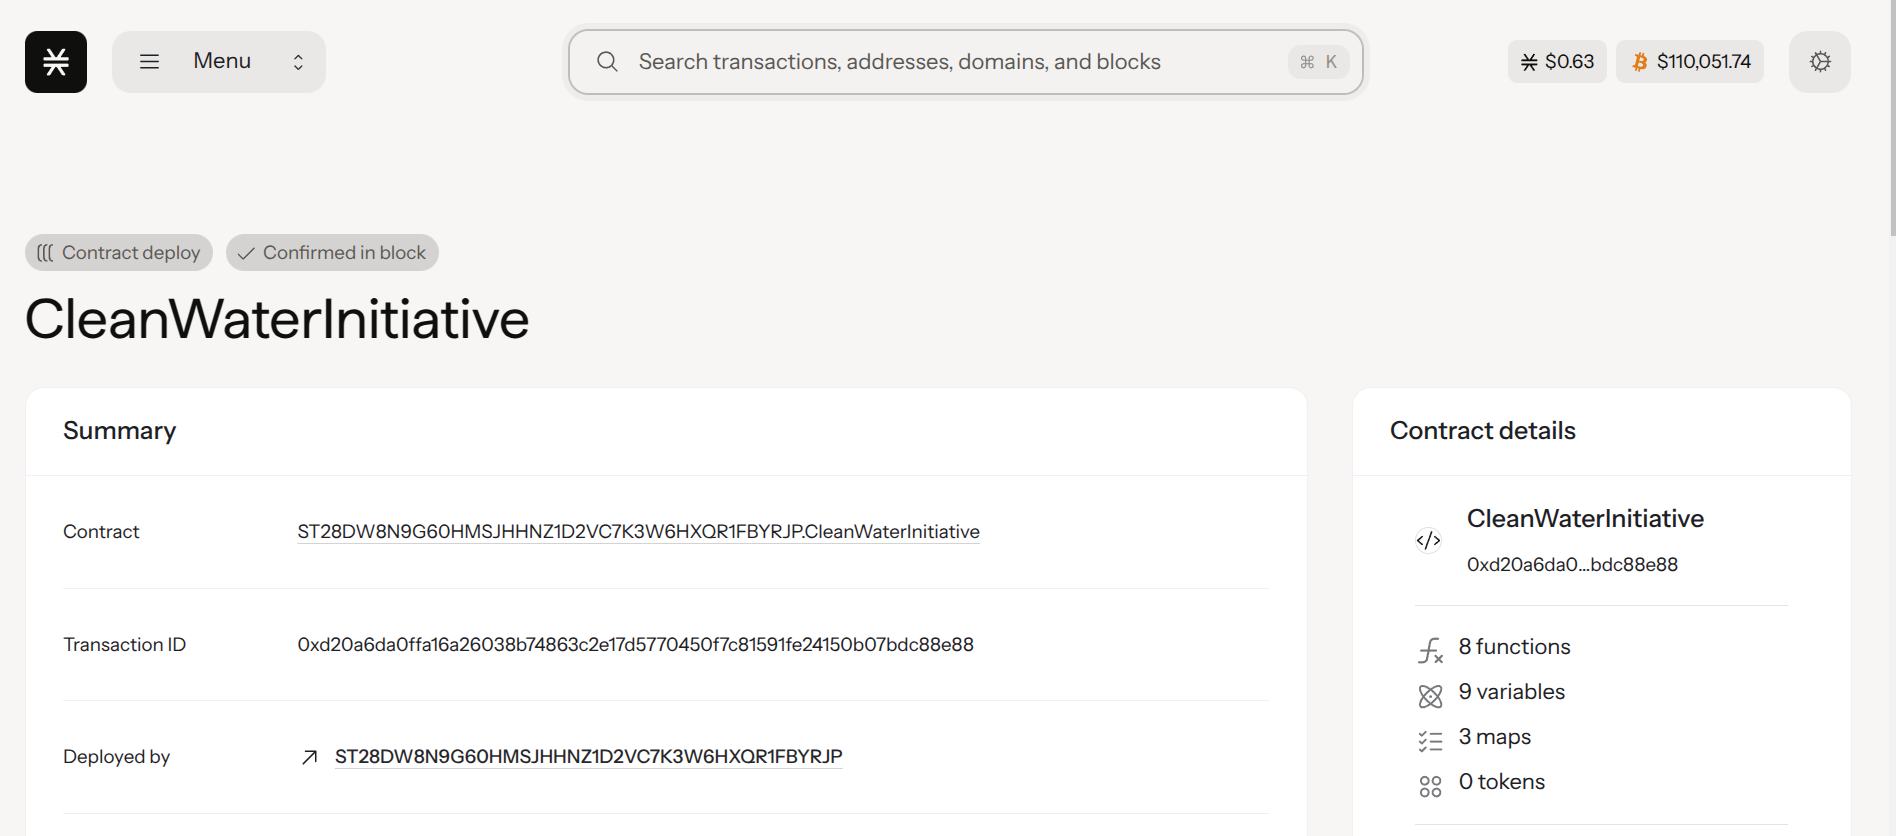 Menu
Search transactions, addresses, domains, and blocks
⌘ K
$0.63
$110,051.74
Contract deploy
Confirmed in block
CleanWaterInitiative
Summary
Contract ST28DW8N9G60HMSJHHNZ1D2VC7K3W6HXQR1FBYRJP.CleanWaterInitiative
Transaction ID 0xd20a6da0ffa16a26038b74863c2e17d5770450f7c81591fe24150b07bdc88e88
Deployed by ST28DW8N9G60HMSJHHNZ1D2VC7K3W6HXQR1FBYRJP
Contract details
CleanWaterInitiative
0xd20a6da0...bdc88e88
8 functions
9 variables
3 maps
0 tokens